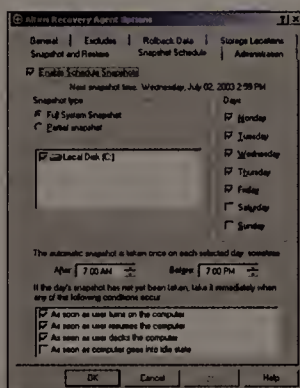 Altiris Recovery Agent Options
General Excludes Rollback Data Storage Locations
Snapshot and Restore Snapshot Schedule Administration
Enable Schedule Snapshots
Next snapshot time: Wednesday, July 02, 2003 2:59 PM
Snapshot type
Full System Snapshot
Partial snapshot
Local Disk (C:)
Days
Monday
Tuesday
Wednesday
Thursday
Friday
Saturday
Sunday
The automatic snapshot is taken once on each selected day sometime
After: 7:00 AM Before: 7:00 PM
If the day's snapshot has not yet been taken, take it immediately when
any of the following conditions occur
As soon as user turns on the computer
As soon as user resumes the computer
As soon as user docks the computer
As soon as computer goes into idle state
OK Cancel Help